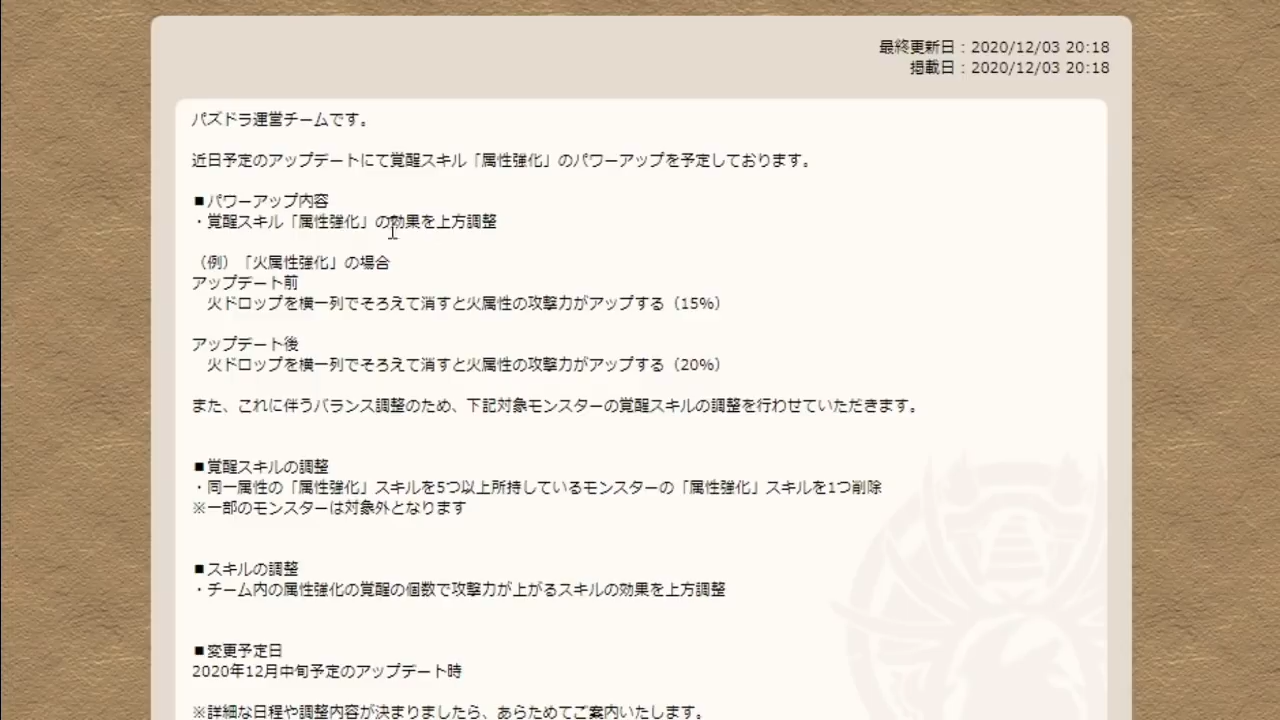 最終更新日：2020/12/03 20:18
掲載日：2020/12/03 20:18
パズドラ運営チームです。
近日予定のアップデートにて覚醒スキル「属性強化」のパワーアップを予定しております。
■パワーアップ内容
・覚醒スキル「属性強化」の効果を上方調整
（例）「火属性強化」の場合
アップデート前
火ドロップを横一列でそろえて消すと火属性の攻撃力がアップする（15%）
アップデート後
火ドロップを横一列でそろえて消すと火属性の攻撃力がアップする（20%）
また、これに伴うバランス調整のため、下記対象モンスターの覚醒スキルの調整を行わせていただきます。
■覚醒スキルの調整
・同一属性の「属性強化」スキルを5つ以上所持しているモンスターの「属性強化」スキルを1つ削除
※一部のモンスターは対象外となります
■スキルの調整
・チーム内の属性強化の覚醒の個数で攻撃力が上がるスキルの効果を上方調整
■変更予定日
2020年12月中旬予定のアップデート時
※詳細な日程や調整内容が決まりましたら、あらためてご案内いたします。